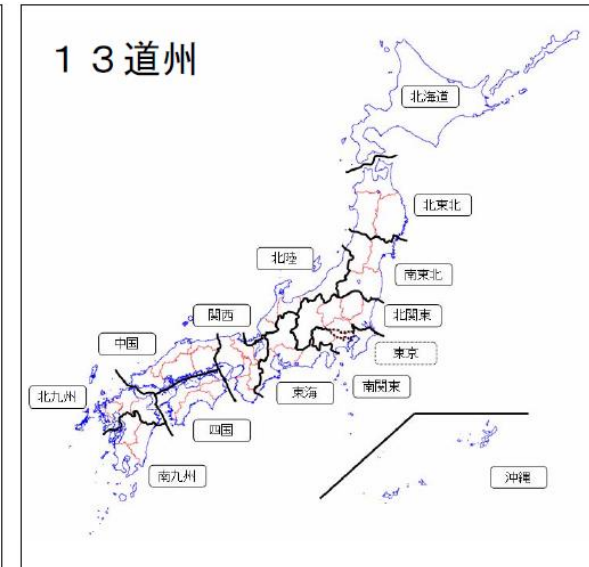 １３道州
北海道
北東北
北陸
南東北
関西
北関東
中国
東京
北九州
東海
南関東
四国
南九州
沖縄